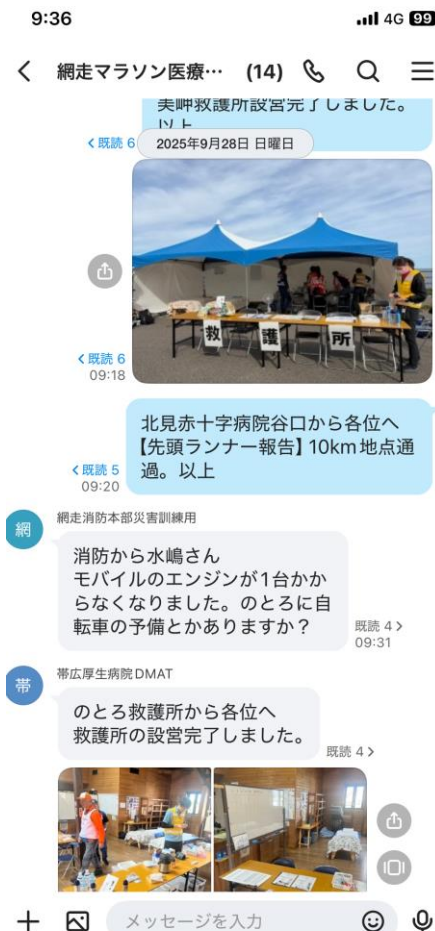 9:36
4G 99
網走マラソン医療… (14)
美岬救護所設営完了しました。
以上
既読 6
2025年9月28日 日曜日
救 護 所
既読 6
09:18
北見赤十字病院谷口から各位へ
【先頭ランナー報告】10km地点通
過。以上
既読 5
09:20
網走消防本部災害訓練用
網
消防から水嶋さん
モバイルのエンジンが1台かか
らなくなりました。のとろに自
転車の予備とかありますか？
既読 4
09:31
帯広厚生病院DMAT
帯
のとろ救護所から各位へ
救護所の設営完了しました。
既読 4
メッセージを入力